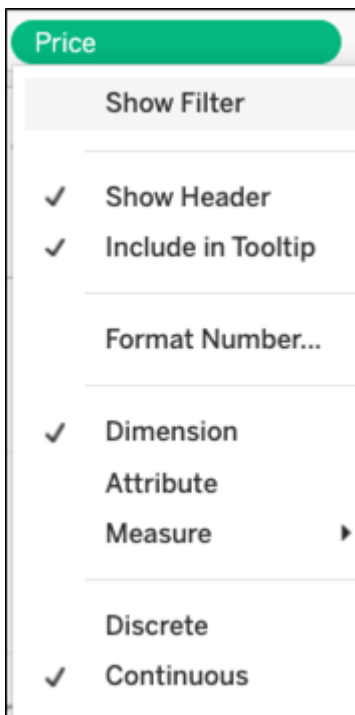 Price
Show Filter
Show Header
Include in Tooltip
Format Number...
Dimension
Attribute
Measure
Discrete
Continuous